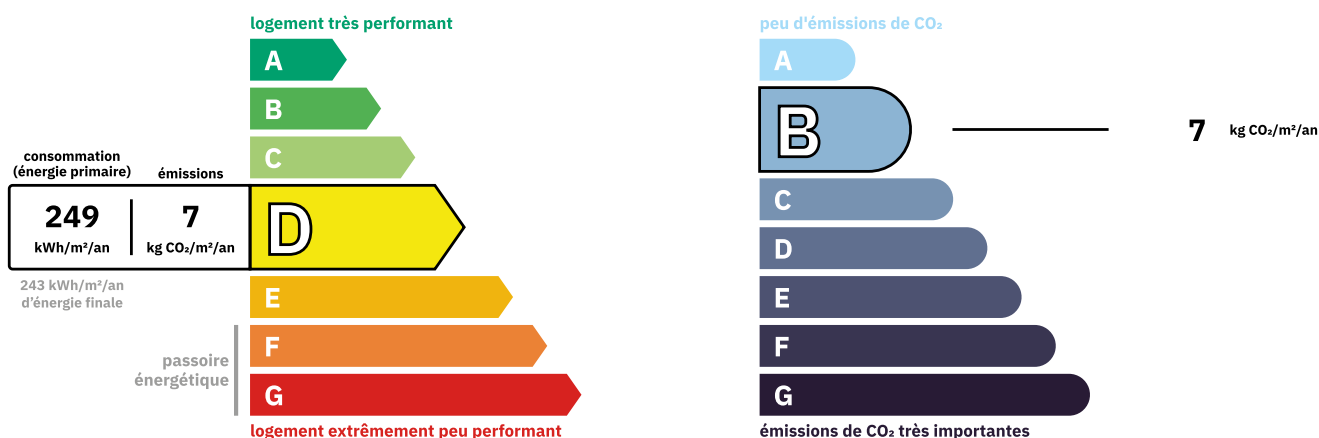 logement très performant
A
B
C
consommation
(énergie primaire)
émissions
249
kWh/m²/an
7
kg CO₂/m²/an
D
243 kWh/m²/an
d'énergie finale
E
passoire
énergétique
F
G
logement extrêmement peu performant
peu d'émissions de CO₂
A
B
7 kg CO₂/m²/an
C
D
E
F
G
émissions de CO₂ très importantes